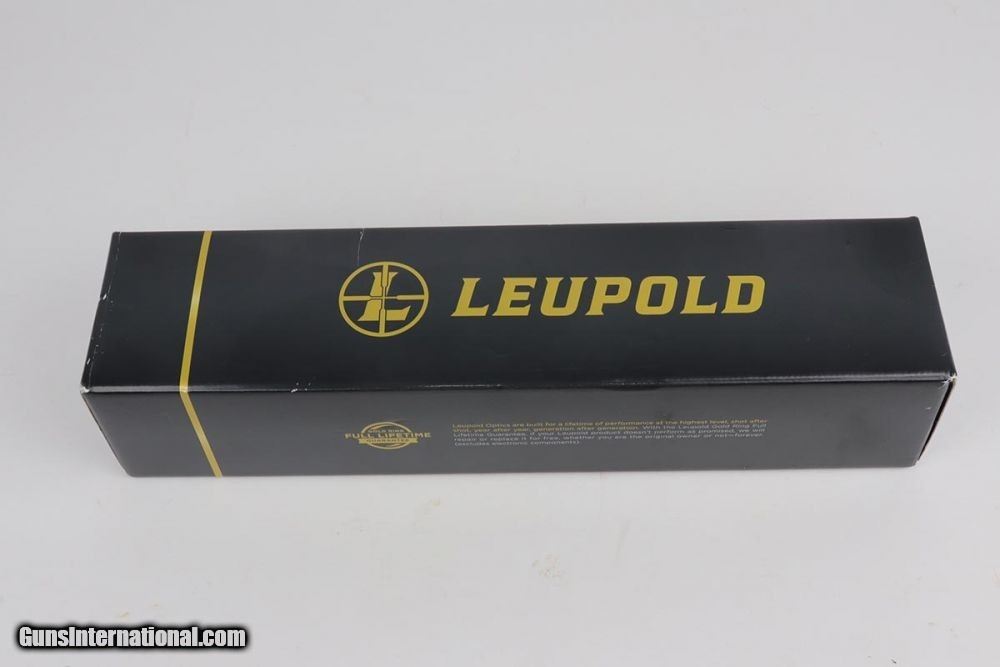 L LEUPOLD
GOLD RING
FULL LIFETIME
GUARANTEE
Leupold Optics are built for a lifetime of performance at the highest level, shot after
shot, year after year, generation after generation. With the Leupold Gold Ring Full
Lifetime Guarantee, if your Leupold product doesn't perform as promised, we will
repair or replace it for free, whether you are the original owner or not-forever.
(excludes electronic components)
GunsInternational.com